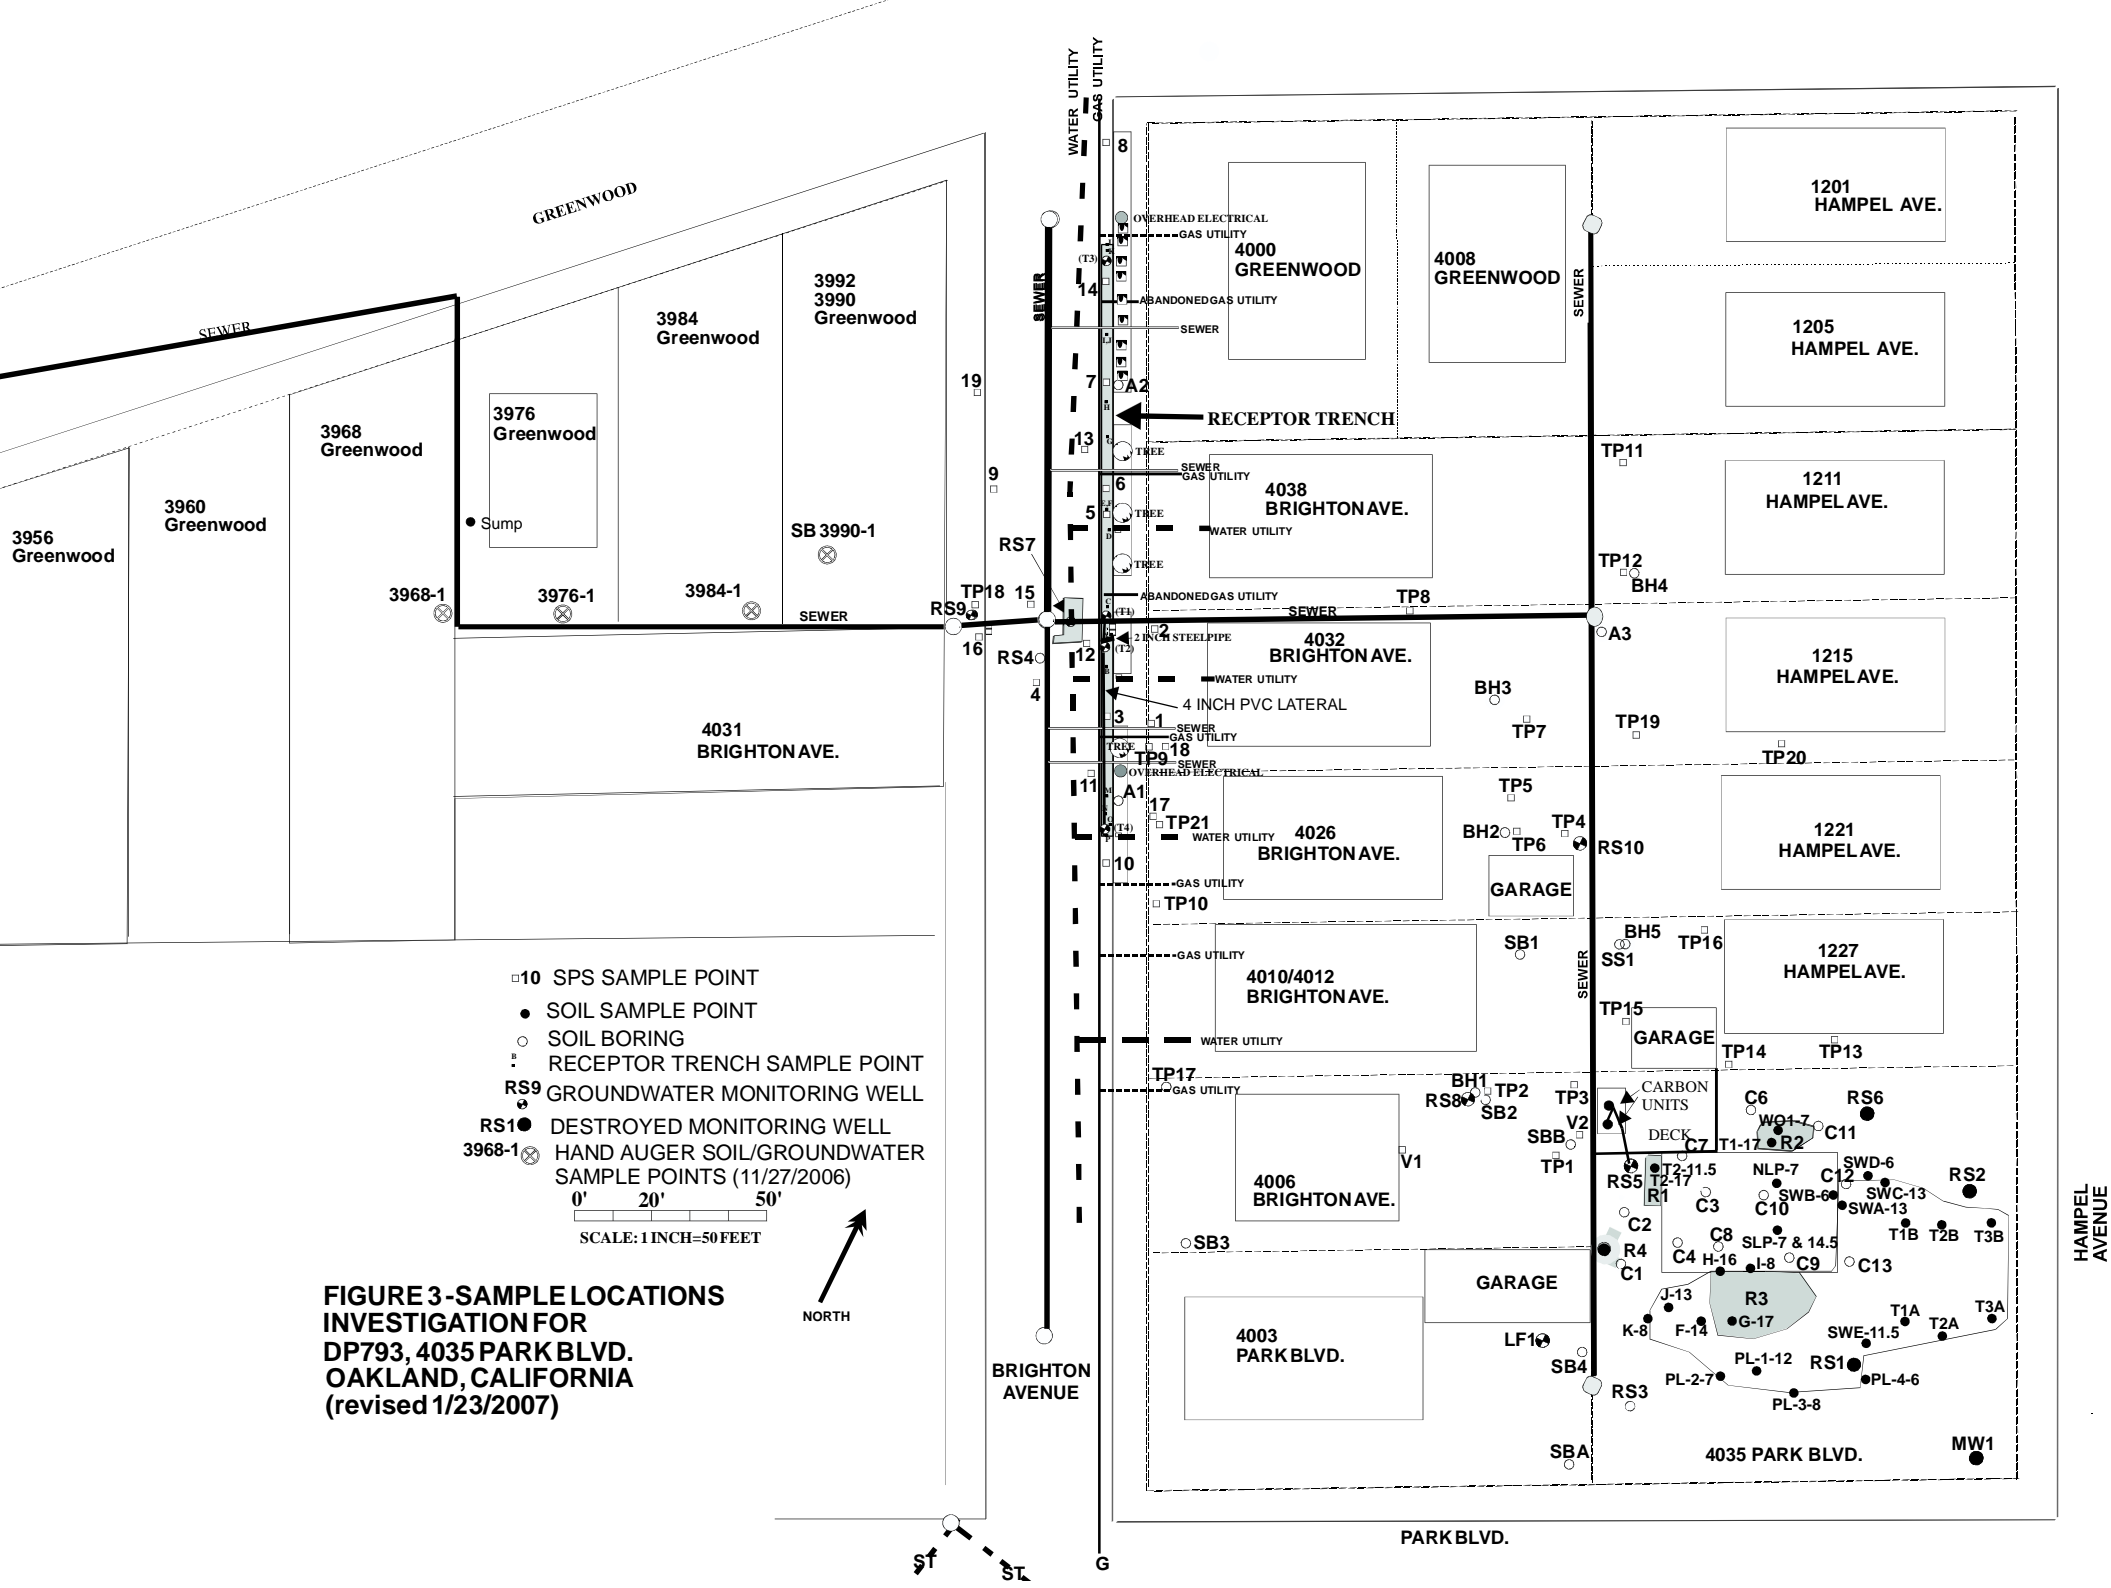 WATER UTILITY
GAS UTILITY
GREENWOOD
SEWER
3956
Greenwood
3960
Greenwood
3968
Greenwood
3976
Greenwood
Sump
3984
Greenwood
3992
3990
Greenwood
SB 3990-1
3968-1
3976-1
3984-1
SEWER
4031
BRIGHTON AVE.
19
9
RS7
TP18
15
RS9
16
RS4
4
SEWER
8
OVERHEAD ELECTRICAL
GAS UTILITY
(T3)
14
ABANDONED GAS UTILITY
SEWER
7
A2
H
RECEPTOR TRENCH
13
G
TREE
SEWER
GAS UTILITY
6
5
TREE
D
WATER UTILITY
TREE
C
ABANDONED GAS UTILITY
(T1)
2
2 INCH STEEL PIPE
12
(T2)
B
WATER UTILITY
4 INCH PVC LATERAL
3
1
SEWER
GAS UTILITY
TREE
18
TP9
SEWER
OVERHEAD ELECTRICAL
11
M
A1
17
TP21
(T4)
WATER UTILITY
10
GAS UTILITY
TP10
GAS UTILITY
WATER UTILITY
TP17
GAS UTILITY
4000
GREENWOOD
4008
GREENWOOD
SEWER
1201
HAMPEL AVE.
1205
HAMPEL AVE.
4038
BRIGHTON AVE.
TP11
1211
HAMPEL AVE.
TP12
BH4
TP8
SEWER
A3
4032
BRIGHTON AVE.
1215
HAMPEL AVE.
BH3
TP7
TP19
TP20
TP5
BH2
TP6
TP4
RS10
4026
BRIGHTON AVE.
GARAGE
1221
HAMPEL AVE.
SB1
BH5
SS1
TP16
4010/4012
BRIGHTON AVE.
SEWER
1227
HAMPEL AVE.
TP15
GARAGE
TP14
TP13
BH1
TP2
RS8
SB2
TP3
V2
SBB
TP1
V1
4006
BRIGHTON AVE.
SB3
CARBON
UNITS
DECK
C6
RS6
WO1-7
C11
R2
C7
T1-17
RS5
T2-11.5
T2-17
R1
NLP-7
SWD-6
C12
RS2
SWB-6
SWC-13
C3
C10
SWA-13
C2
T1B
T2B
T3B
R4
C4
C8
SLP-7 & 14.5
C1
H-16
I-8
C9
C13
GARAGE
J-13
R3
K-8
F-14
G-17
T1A
T2A
T3A
SWE-11.5
4003
PARK BLVD.
LF1
SB4
RS3
PL-1-12
RS1
PL-2-7
PL-4-6
PL-3-8
SBA
4035 PARK BLVD.
MW1
HAMPEL
AVENUE
PARK BLVD.
BRIGHTON
AVENUE
G
ST
ST
10 SPS SAMPLE POINT
SOIL SAMPLE POINT
SOIL BORING
B RECEPTOR TRENCH SAMPLE POINT
RS9 GROUNDWATER MONITORING WELL
RS1 DESTROYED MONITORING WELL
3968-1 HAND AUGER SOIL/GROUNDWATER
SAMPLE POINTS (11/27/2006)
0' 20' 50'
SCALE: 1 INCH=50 FEET
NORTH
FIGURE 3 - SAMPLE LOCATIONS
INVESTIGATION FOR
DP793, 4035 PARK BLVD.
OAKLAND, CALIFORNIA
(revised 1/23/2007)